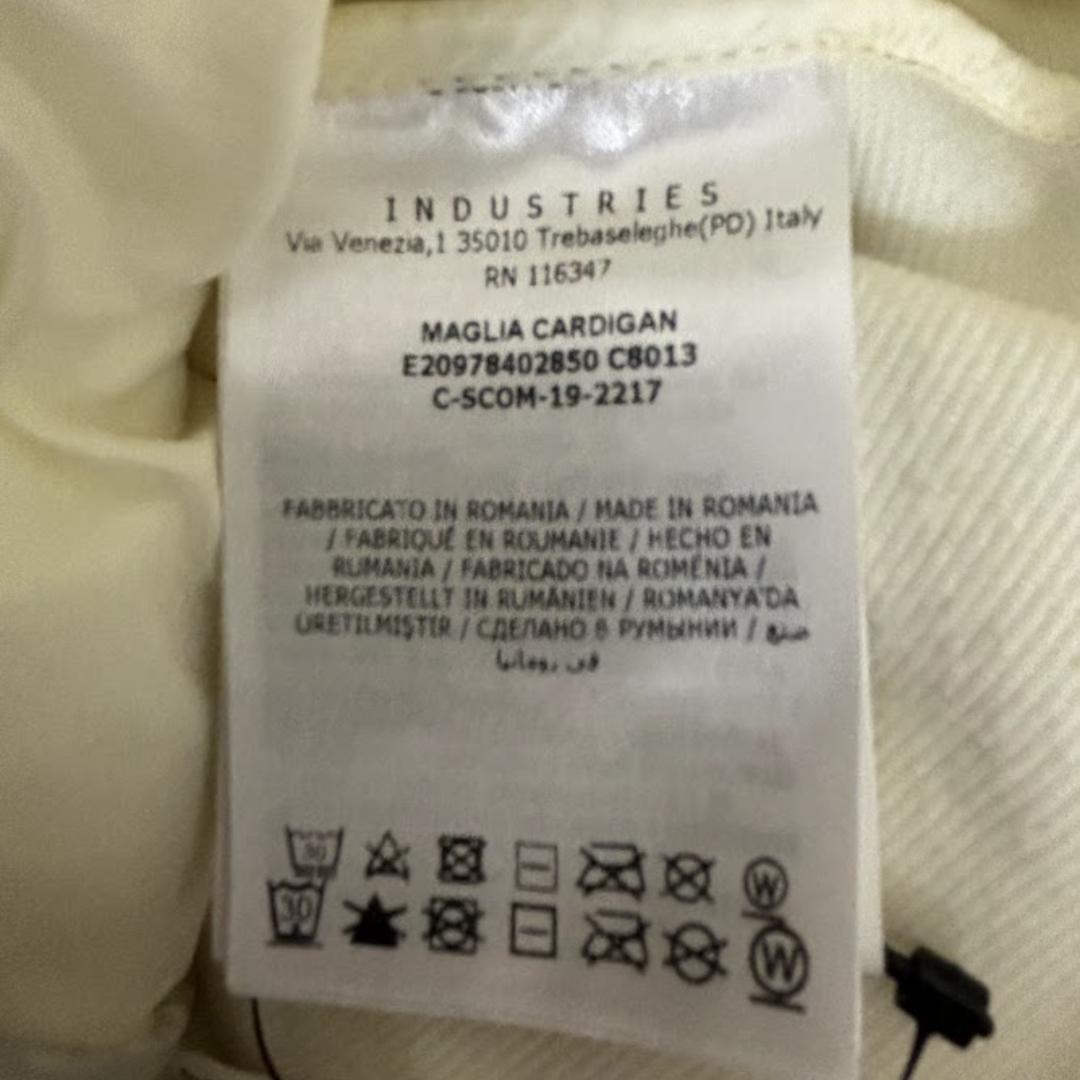 INDUSTRIES
Via Venezia,1 35010 Trebaseleghe(PD) Italy
RN 116347
MAGLIA CARDIGAN
E20978402850 C8013
C-SCOM-19-2217
FABBRICATO IN ROMANIA / MADE IN ROMANIA
/ FABRIQUÉ EN ROUMANIE / HECHO EN
RUMANIA / FABRICADO NA ROMÉNIA /
HERGESTELLT IN RUMÄNIEN / ROMANYA'DA
ÜRETILMIŞTIR / СДЕЛАНО В РУМЫНИИ / صنع
في رومانيا
30 W
30 W